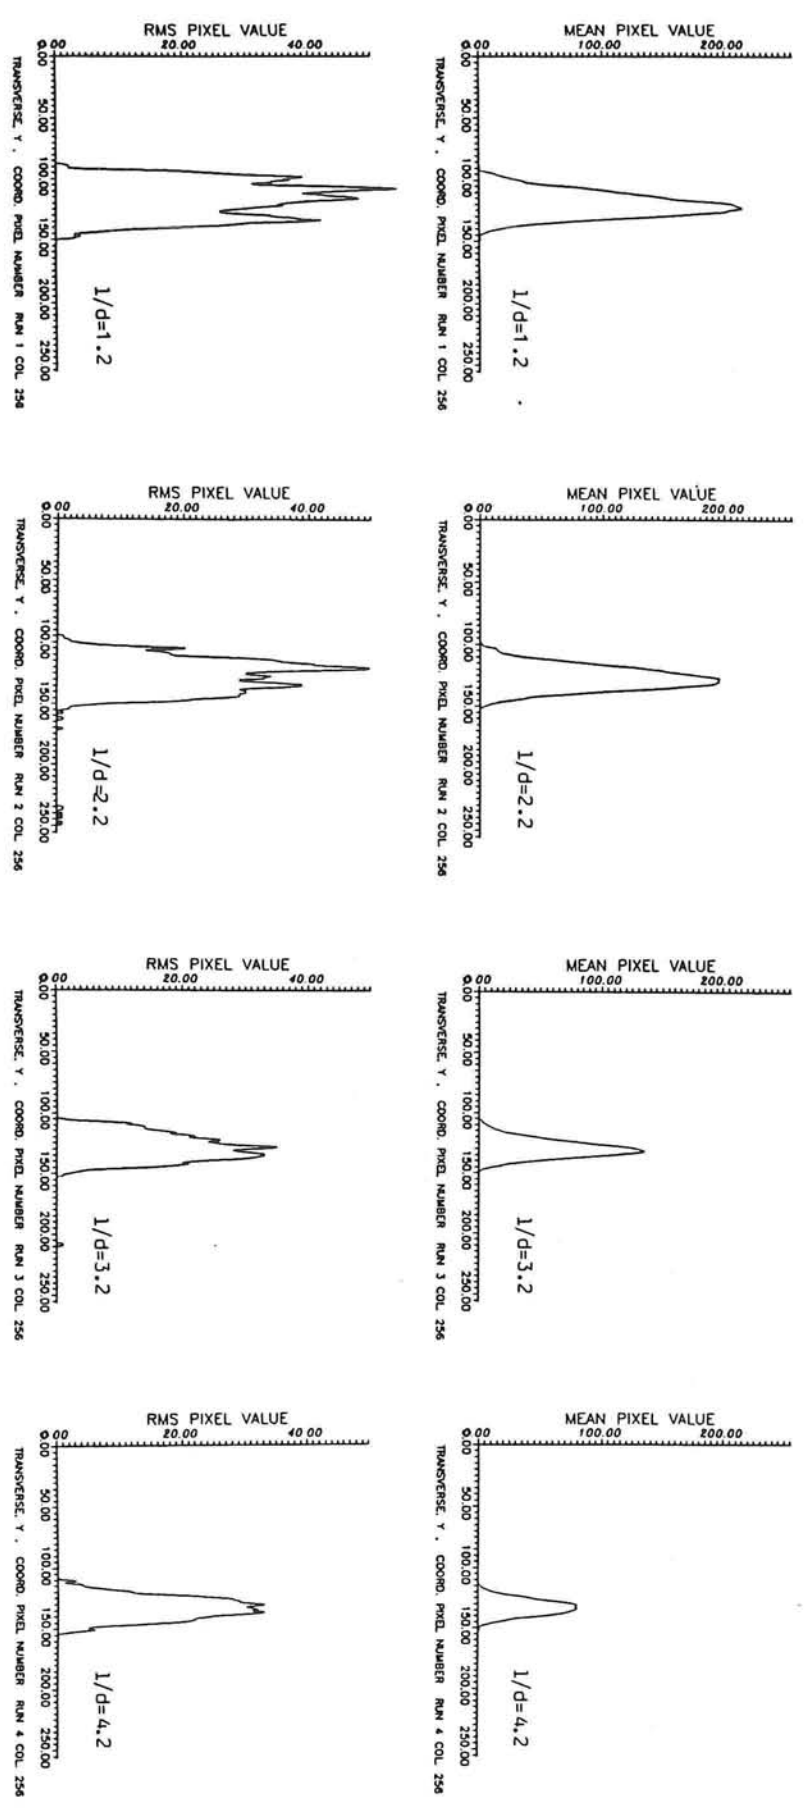 MEAN PIXEL VALUE
0.00 100.00 200.00
0.00 50.00 100.00 150.00 200.00 250.00
TRANSVERSE, Y , COORD. PIXEL NUMBER RUN 1 COL 256
1/d=1.2
MEAN PIXEL VALUE
0.00 100.00 200.00
0.00 50.00 100.00 150.00 200.00 250.00
TRANSVERSE, Y , COORD. PIXEL NUMBER RUN 2 COL 256
1/d=2.2
MEAN PIXEL VALUE
0.00 100.00 200.00
0.00 50.00 100.00 150.00 200.00 250.00
TRANSVERSE, Y , COORD. PIXEL NUMBER RUN 3 COL 256
1/d=3.2
MEAN PIXEL VALUE
0.00 100.00 200.00
0.00 50.00 100.00 150.00 200.00 250.00
TRANSVERSE, Y , COORD. PIXEL NUMBER RUN 4 COL 256
1/d=4.2
RMS PIXEL VALUE
0.00 20.00 40.00
0.00 50.00 100.00 150.00 200.00 250.00
TRANSVERSE, Y , COORD. PIXEL NUMBER RUN 1 COL 256
1/d=1.2
RMS PIXEL VALUE
0.00 20.00 40.00
0.00 50.00 100.00 150.00 200.00 250.00
TRANSVERSE, Y , COORD. PIXEL NUMBER RUN 2 COL 256
1/d=2.2
RMS PIXEL VALUE
0.00 20.00 40.00
0.00 50.00 100.00 150.00 200.00 250.00
TRANSVERSE, Y , COORD. PIXEL NUMBER RUN 3 COL 256
1/d=3.2
RMS PIXEL VALUE
0.00 20.00 40.00
0.00 50.00 100.00 150.00 200.00 250.00
TRANSVERSE, Y , COORD. PIXEL NUMBER RUN 4 COL 256
1/d=4.2